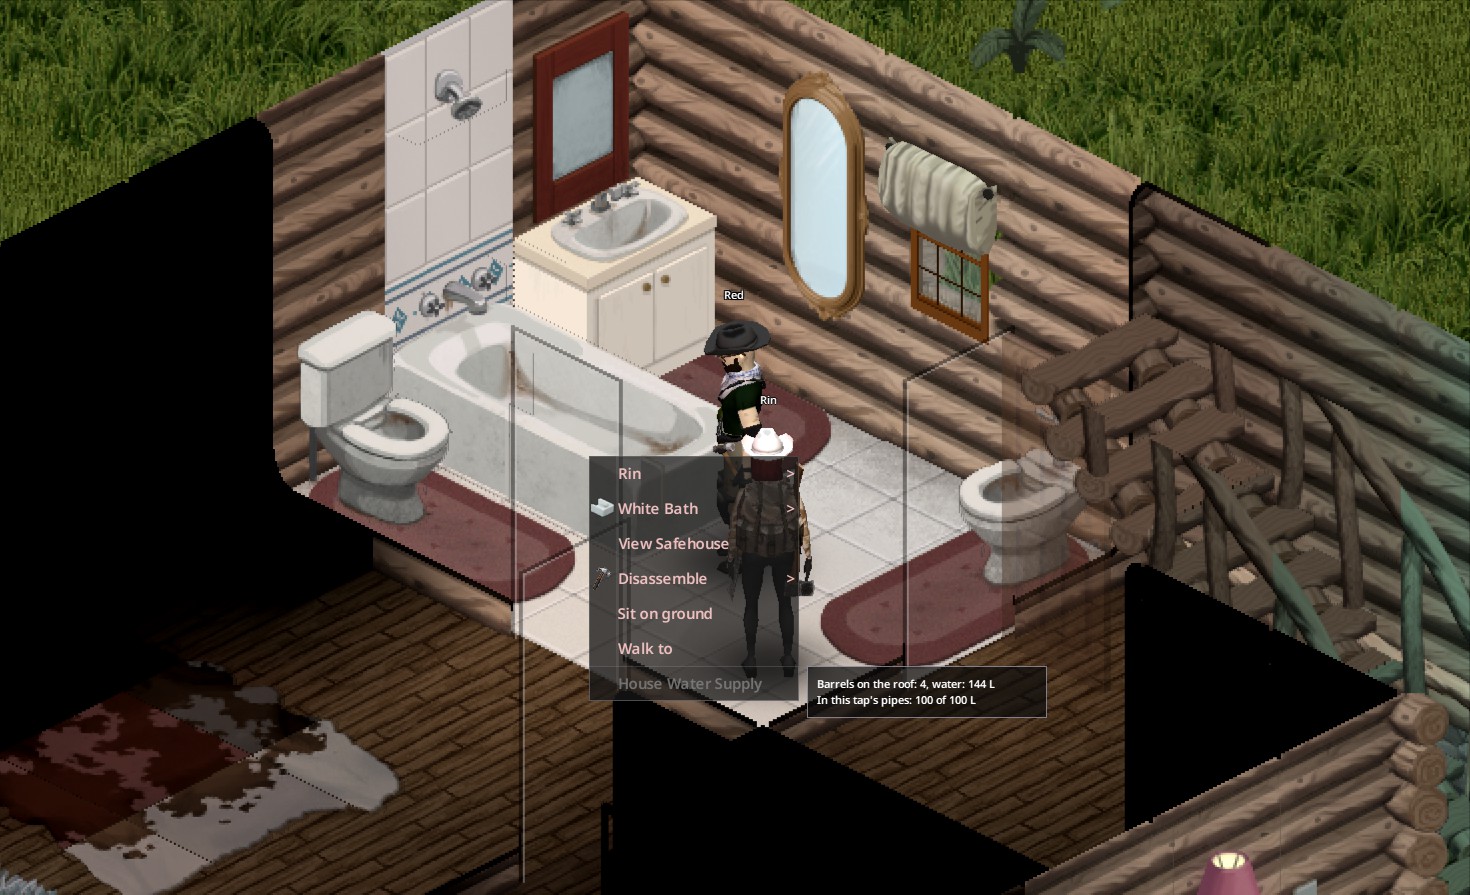 Red
Rin
Rin >
White Bath >
View Safehouse
Disassemble >
Sit on ground
Walk to
House Water Supply
Barrels on the roof: 4, water: 144 L
In this tap's pipes: 100 of 100 L